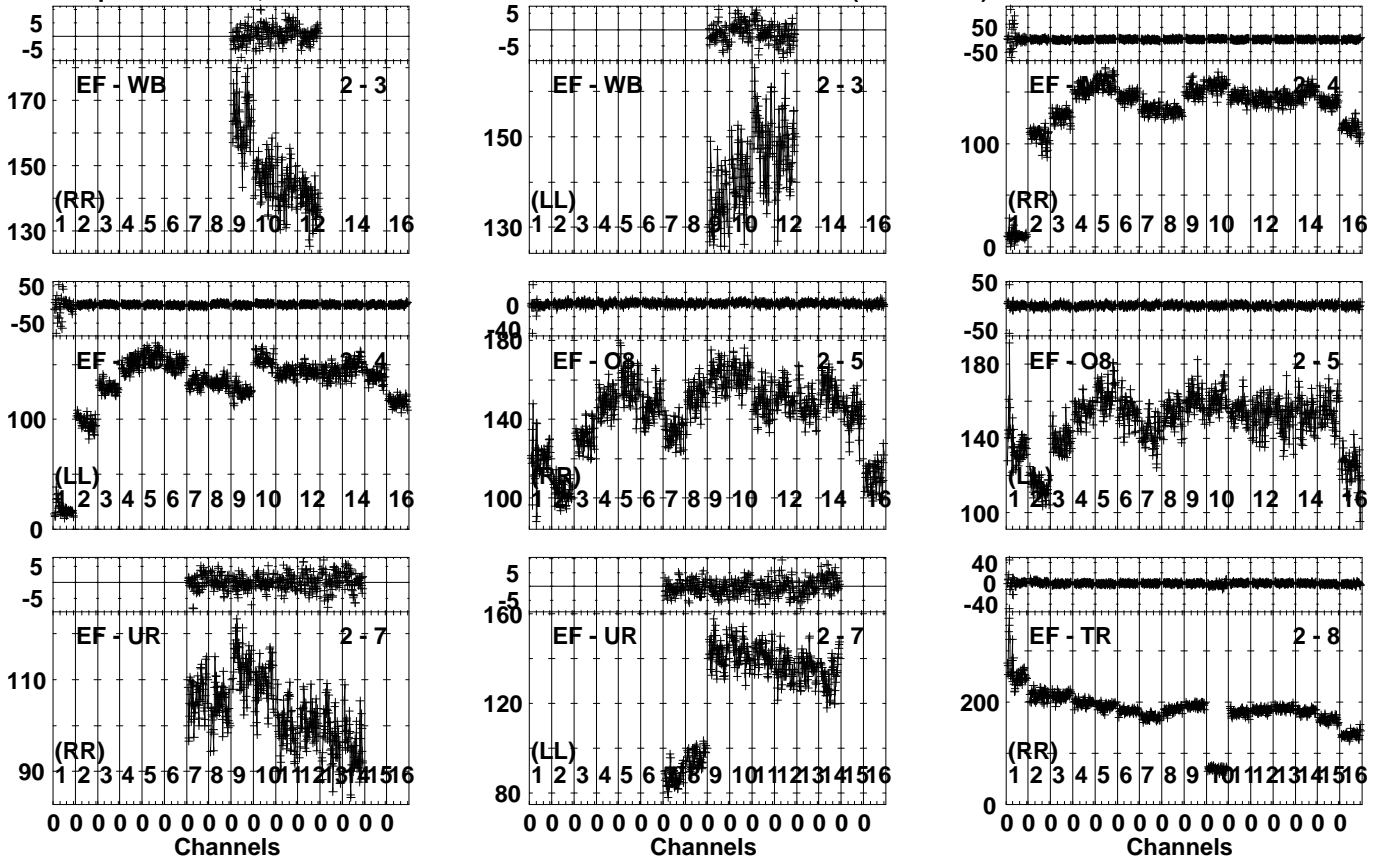 5 5 50
-5 -5 -50
EF - WB 2 - 3 EF - WB 2 - 3 EF - 2 - 4
170
150 150 100
(RR) (LL) (RR)
1 2 3 4 5 6 7 8 9 10 12 14 16 1 2 3 4 5 6 7 8 9 10 12 14 16 1 2 3 4 5 6 7 8 9 10 12 14 16
130 130 0
50 0 50
-50 -40 -50
180 180
EF - 2 - 4 EF - O8 2 - 5 EF - O8 2 - 5
100 140 140
(LL) (RR) (LL)
1 2 3 4 5 6 7 8 9 10 12 14 16 1 2 3 4 5 6 7 8 9 10 12 14 16 1 2 3 4 5 6 7 8 9 10 12 14 16
0 100 100
5 5 40
-5 -5 0
-40
160
EF - UR 2 - 7 EF - UR 2 - 7 EF - TR 2 - 8
110 120 200
(RR) (LL) (RR)
90 1 2 3 4 5 6 7 8 9 10 11 12 13 14 15 16 1 2 3 4 5 6 7 8 9 10 11 12 13 14 15 16 1 2 3 4 5 6 7 8 9 10 11 12 13 14 15 16
80 0
0 0 0 0 0 0 0 0 0 0 0 0 0 0 0 0 0 0 0 0 0 0 0 0 0 0 0 0 0 0 0 0 0 0 0 0 0 0 0 0 0 0 0 0 0 0 0 0
Channels Channels Channels